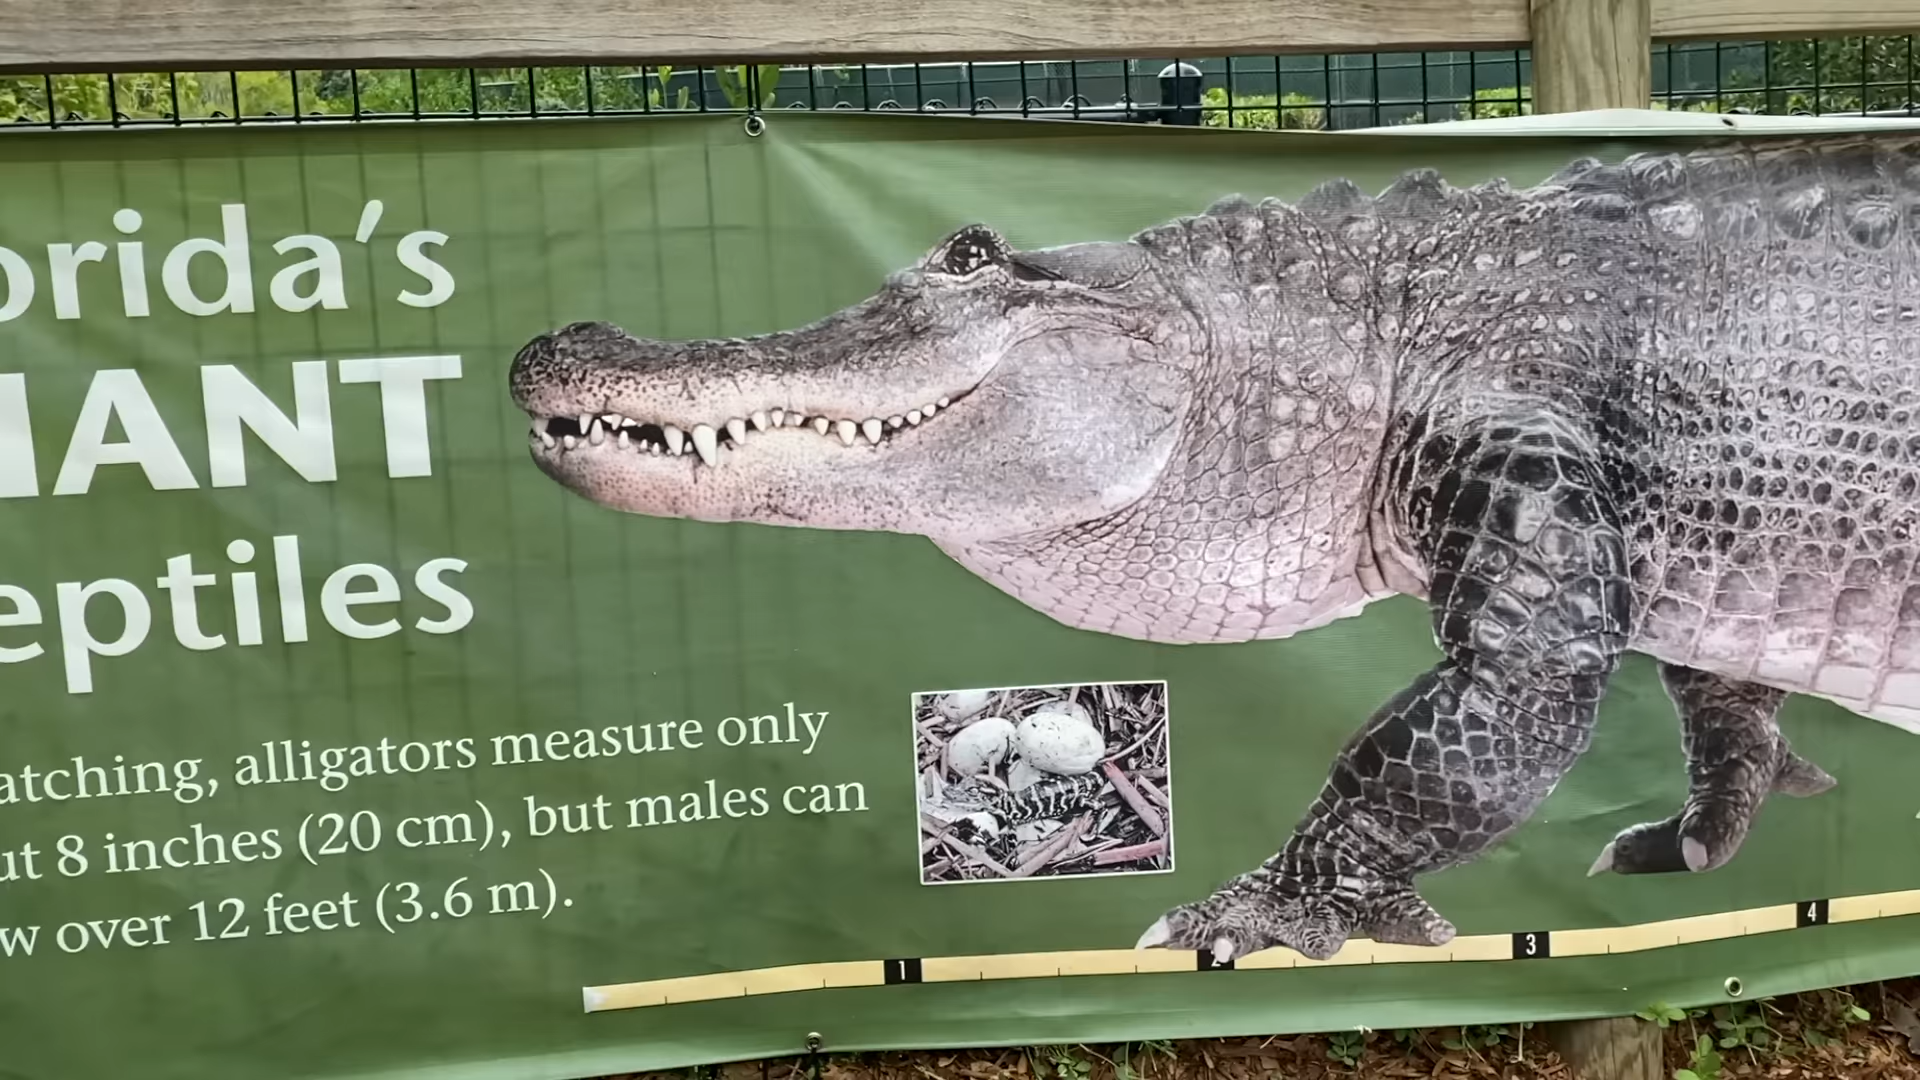 orida's
IANT
eptiles
atching, alligators measure only
ut 8 inches (20 cm), but males can
w over 12 feet (3.6 m).
1 2 3 4